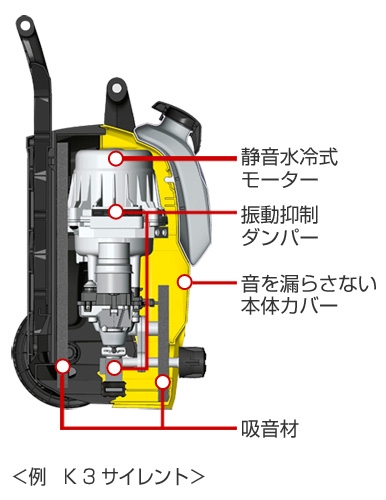 静音水冷式
モーター
振動抑制
ダンパー
音を漏らさない
本体カバー
吸音材
＜例　K３サイレント＞